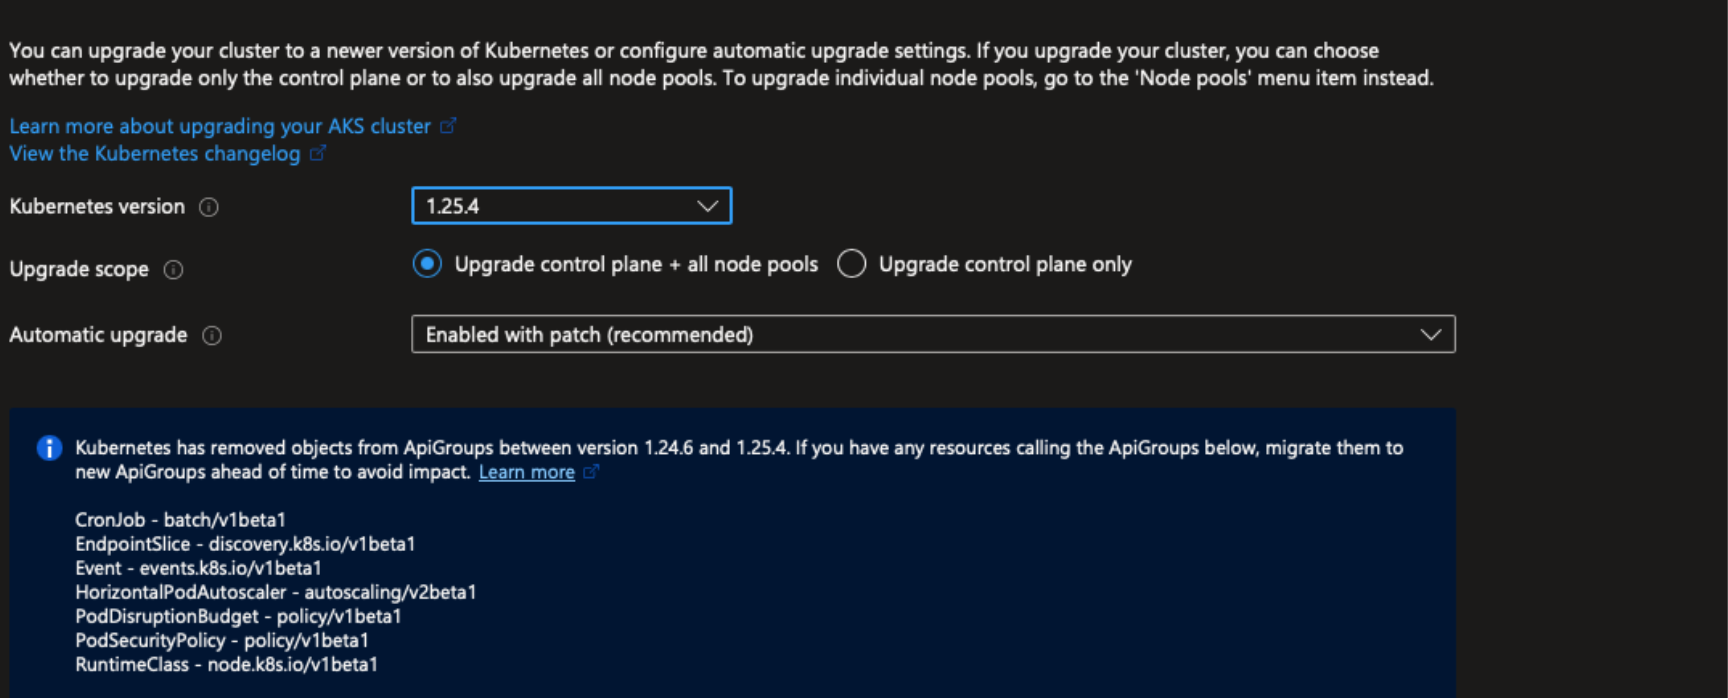 You can upgrade your cluster to a newer version of Kubernetes or configure automatic upgrade settings. If you upgrade your cluster, you can choose
whether to upgrade only the control plane or to also upgrade all node pools. To upgrade individual node pools, go to the 'Node pools' menu item instead.
Learn more about upgrading your AKS cluster
View the Kubernetes changelog
Kubernetes version 1.25.4
Upgrade scope Upgrade control plane + all node pools Upgrade control plane only
Automatic upgrade Enabled with patch (recommended)
Kubernetes has removed objects from ApiGroups between version 1.24.6 and 1.25.4. If you have any resources calling the ApiGroups below, migrate them to
new ApiGroups ahead of time to avoid impact. Learn more
CronJob - batch/v1beta1
EndpointSlice - discovery.k8s.io/v1beta1
Event - events.k8s.io/v1beta1
HorizontalPodAutoscaler - autoscaling/v2beta1
PodDisruptionBudget - policy/v1beta1
PodSecurityPolicy - policy/v1beta1
RuntimeClass - node.k8s.io/v1beta1